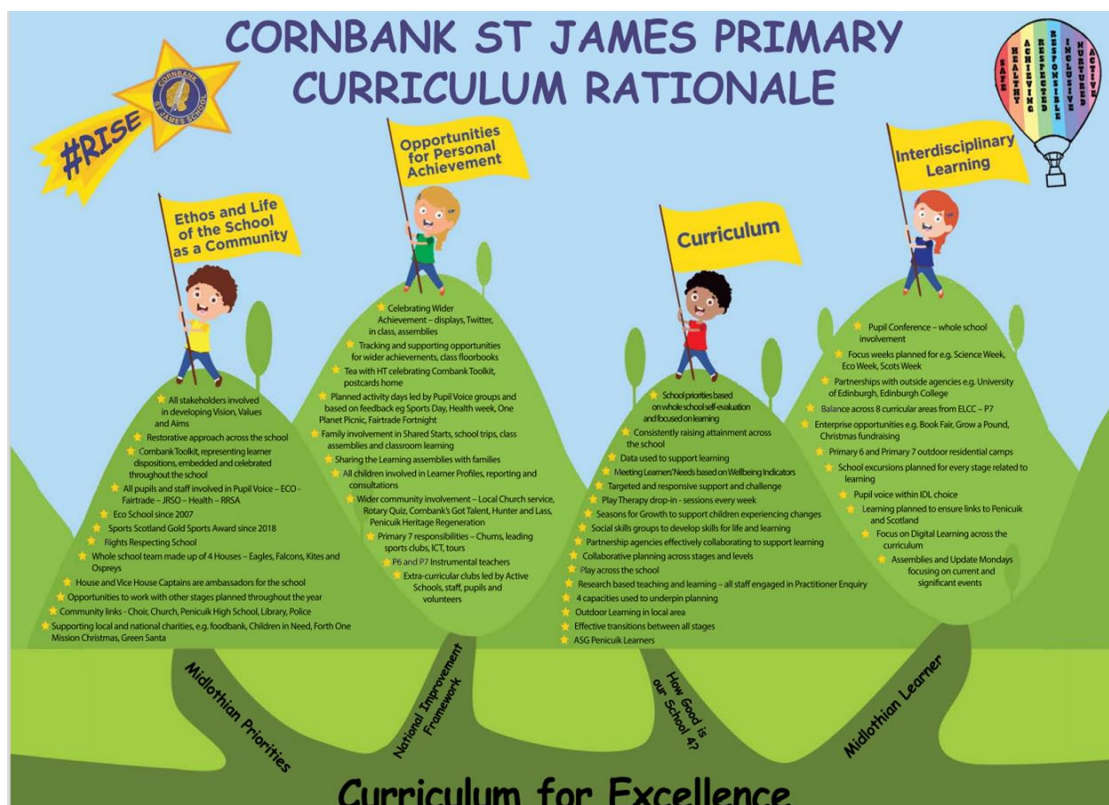 CORNBANK ST JAMES PRIMARY
CURRICULUM RATIONALE
CORNBANK
ST JAMES SCHOOL
#RISE
SAFE
HEALTHY
ACHIEVING
RESPECTED
RESPONSIBLE
INCLUSIVE
NURTURED
ACTIVE
Ethos and Life
of the School
as a Community
All stakeholders involved
in developing Vision, Values
and Aims
Restorative approach across the school
Cornbank Toolkit, representing learner
dispositions, embedded and celebrated
throughout the school
All pupils and staff involved in Pupil Voice – ECO -
Fairtrade – JRSO – Health – RRSA
Eco School since 2007
Sports Scotland Gold Sports Award since 2018
Rights Respecting School
Whole school team made up of 4 Houses – Eagles, Falcons, Kites and
Ospreys
House and Vice House Captains are ambassadors for the school
Opportunities to work with other stages planned throughout the year
Community links - Choir, Church, Penicuik High School, Library, Police
Supporting local and national charities, e.g. foodbank, Children in Need, Forth One
Mission Christmas, Green Santa
Opportunities
for Personal
Achievement
Celebrating Wider
Achievement – displays, Twitter,
in class, assemblies
Tracking and supporting opportunities
for wider achievements, class floorbooks
Tea with HT celebrating Cornbank Toolkit,
postcards home
Planned activity days led by Pupil Voice groups and
based on feedback eg Sports Day, Health week, One
Planet Picnic, Fairtrade Fortnight
Family involvement in Shared Starts, school trips, class
assemblies and classroom learning
Sharing the Learning assemblies with families
All children involved in Learner Profiles, reporting and
consultations
Wider community involvement – Local Church service,
Rotary Quiz, Cornbank's Got Talent, Hunter and Lass,
Penicuik Heritage Regeneration
Primary 7 responsibilities – Chums, leading
sports clubs, ICT, tours
P6 and P7 Instrumental teachers
Extra-curricular clubs led by Active
Schools, staff, pupils and
volunteers
Curriculum
School priorities based
on whole school self-evaluation
and focused on learning
Consistently raising attainment across
the school
Data used to support learning
Meeting Learners' Needs based on Wellbeing Indicators
Targeted and responsive support and challenge
Play Therapy drop-in - sessions every week
Seasons for Growth to support children experiencing changes
Social skills groups to develop skills for life and learning
Partnership agencies effectively collaborating to support learning
Collaborative planning across stages and levels
Play across the school
Research based teaching and learning – all staff engaged in Practitioner Enquiry
4 capacities used to underpin planning
Outdoor Learning in local area
Effective transitions between all stages
ASG Penicuik Learners
Interdisciplinary
Learning
Pupil Conference – whole school
involvement
Focus weeks planned for e.g. Science Week,
Eco Week, Scots Week
Partnerships with outside agencies e.g. University
of Edinburgh, Edinburgh College
Balance across 8 curricular areas from ELCC – P7
Enterprise opportunities e.g. Book Fair, Grow a Pound,
Christmas fundraising
Primary 6 and Primary 7 outdoor residential camps
School excursions planned for every stage related to
learning
Pupil voice within IDL choice
Learning planned to ensure links to Penicuik
and Scotland
Focus on Digital Learning across the
curriculum
Assemblies and Update Mondays
focusing on current and
significant events
Midlothian Priorities
National Improvement
Framework
How Good is
our School 4?
Midlothian Learner
Curriculum for Excellence